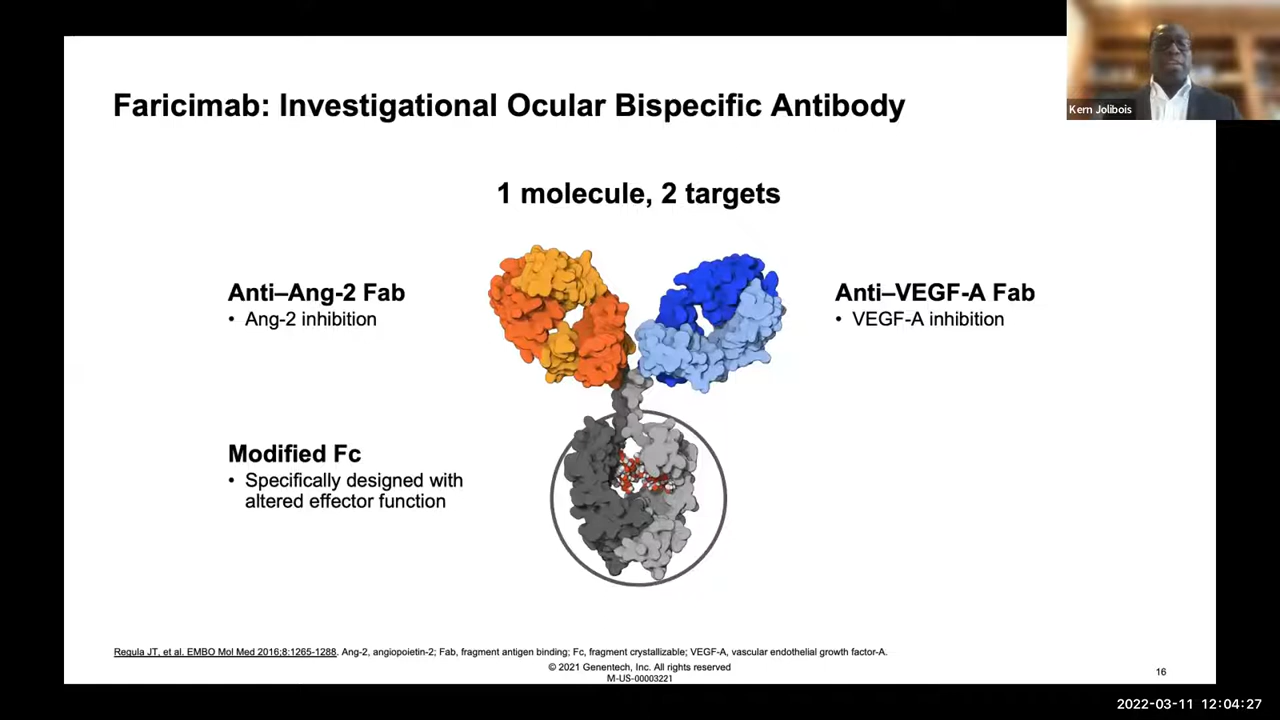 Kern Jolibois
Faricimab: Investigational Ocular Bispecific Antibody
1 molecule, 2 targets
Anti–Ang-2 Fab
• Ang-2 inhibition
Anti–VEGF-A Fab
• VEGF-A inhibition
Modified Fc
• Specifically designed with
altered effector function
Regula JT, et al. EMBO Mol Med 2016;8:1265-1288. Ang-2, angiopoietin-2; Fab, fragment antigen binding; Fc, fragment crystallizable; VEGF-A, vascular endothelial growth factor-A.
© 2021 Genentech, Inc. All rights reserved
M-US-00003221
16
2022-03-11 12:04:27